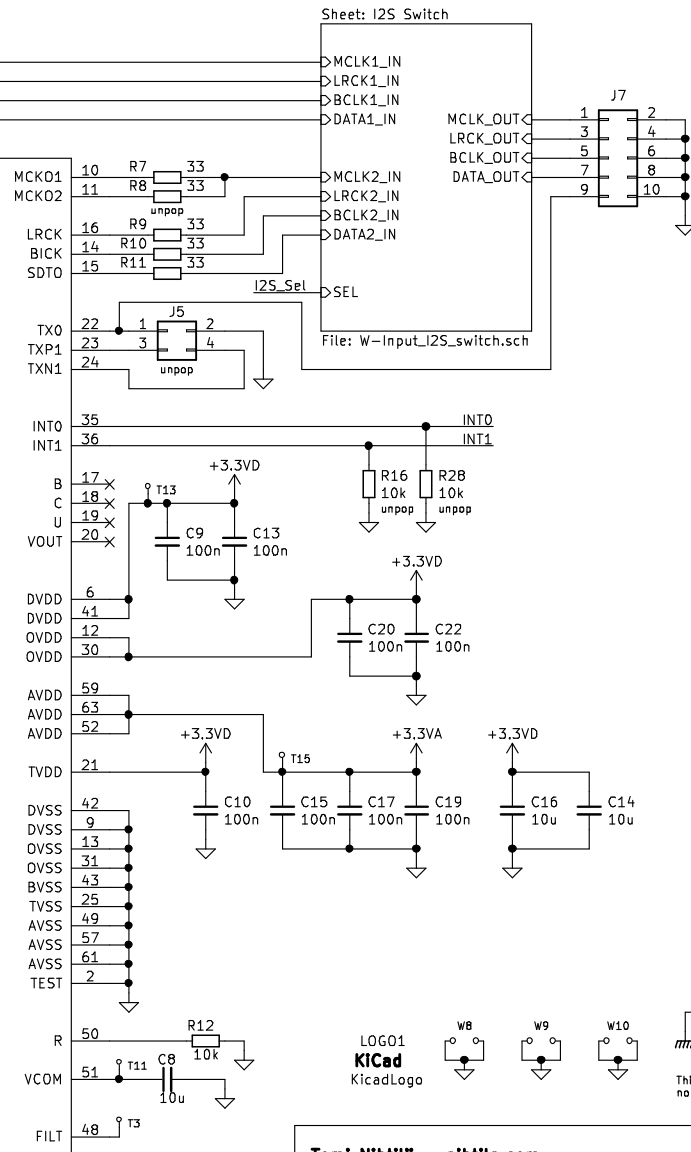 Sheet: I2S Switch
MCLK1_IN
LRCK1_IN
BCLK1_IN
DATA1_IN
J7
MCLK_OUT 1 2
LRCK_OUT 3 4
BCLK_OUT 5 6
DATA_OUT 7 8
9 10
MCKO1 10 R7 33 MCLK2_IN
MCKO2 11 R8 33 LRCK2_IN
unpop
BCLK2_IN
LRCK 16 R9 33 DATA2_IN
BICK 14 R10 33
SDTO 15 R11 33
I2S_Sel SEL
J5
TX0 22 1 2
File: W-Input_I2S_switch.sch
TXP1 23 3 4
TXN1 24
unpop
INT0 35 INT0
INT1 36 INT1
+3.3VD
B 17
C 18
U 19
VOUT 20
T13
C9
100n
C13
100n
R16
10k
unpop
R28
10k
unpop
+3.3VD
DVDD 6
DVDD 41
OVDD 12
OVDD 30
C20
100n
C22
100n
AVDD 59
AVDD 63
AVDD 52
+3.3VD
+3.3VA
+3.3VD
TVDD 21
T15
C10
100n
C15
100n
C17
100n
C19
100n
C16
10u
C14
10u
DVSS 42
DVSS 9
OVSS 13
OVSS 31
BVSS 43
TVSS 25
AVSS 49
AVSS 57
AVSS 61
TEST 2
R 50
R12
10k
VCOM 51
T11
C8
10u
FILT 48
T3
LOGO1
KiCad
KicadLogo
W8
W9
W10